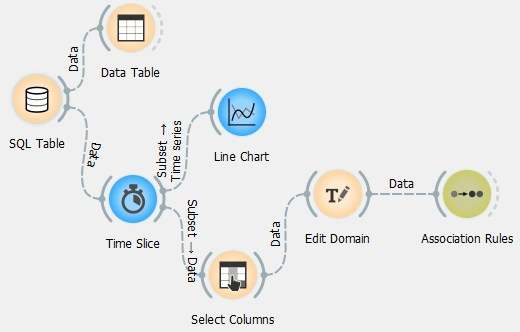 Data
Data Table
SQL Table
Data
Subset →
Time series
Line Chart
Time Slice
Subset → Data
Select Columns
Data
T
Edit Domain
Data
Association Rules